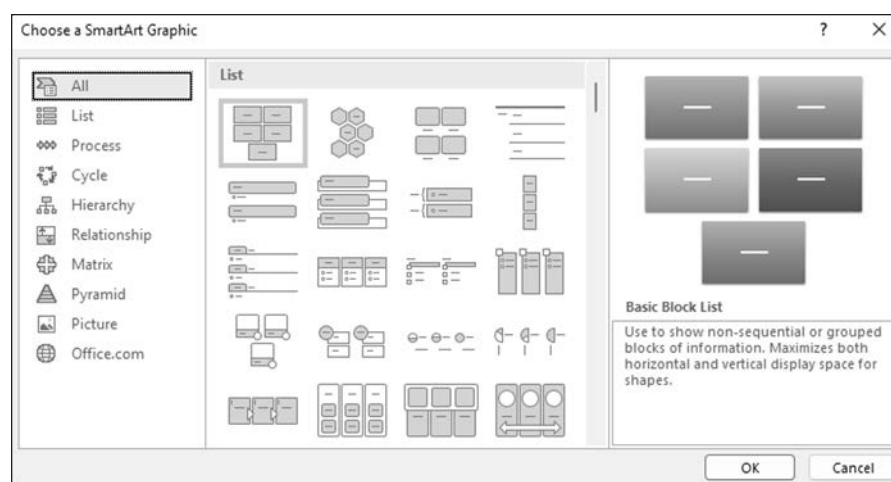 Choose a SmartArt Graphic
?
All
List
Process
Cycle
Hierarchy
Relationship
Matrix
Pyramid
Picture
Office.com
List
Basic Block List
Use to show non-sequential or grouped
blocks of information. Maximizes both
horizontal and vertical display space for
shapes.
OK
Cancel